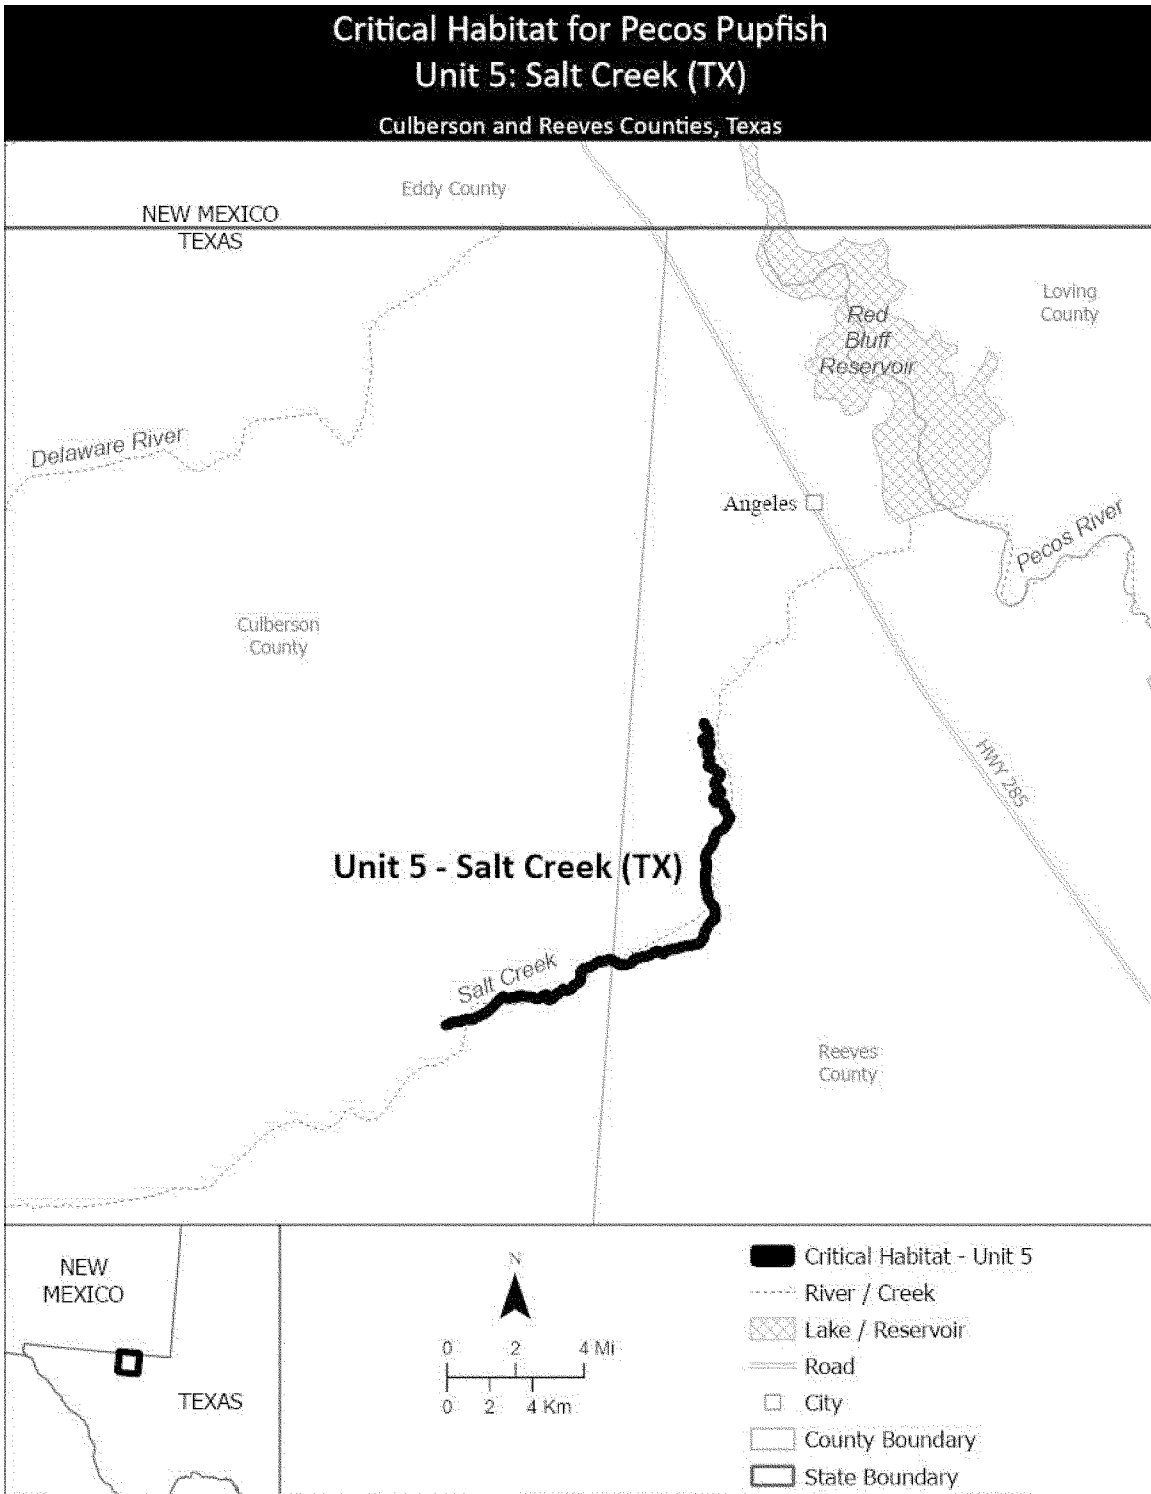 Critical Habitat for Pecos Pupfish
Unit 5: Salt Creek (TX)
Culberson and Reeves Counties, Texas
Eddy County
NEW MEXICO
TEXAS
Loving
County
Red
Bluff
Reservoir
Delaware River
Angeles
Pecos River
Culberson
County
HWY 285
Unit 5 - Salt Creek (TX)
Salt Creek
Reeves
County
NEW
MEXICO
TEXAS
N
0 2 4 Mi
0 2 4 Km
Critical Habitat - Unit 5
River / Creek
Lake / Reservoir
Road
City
County Boundary
State Boundary